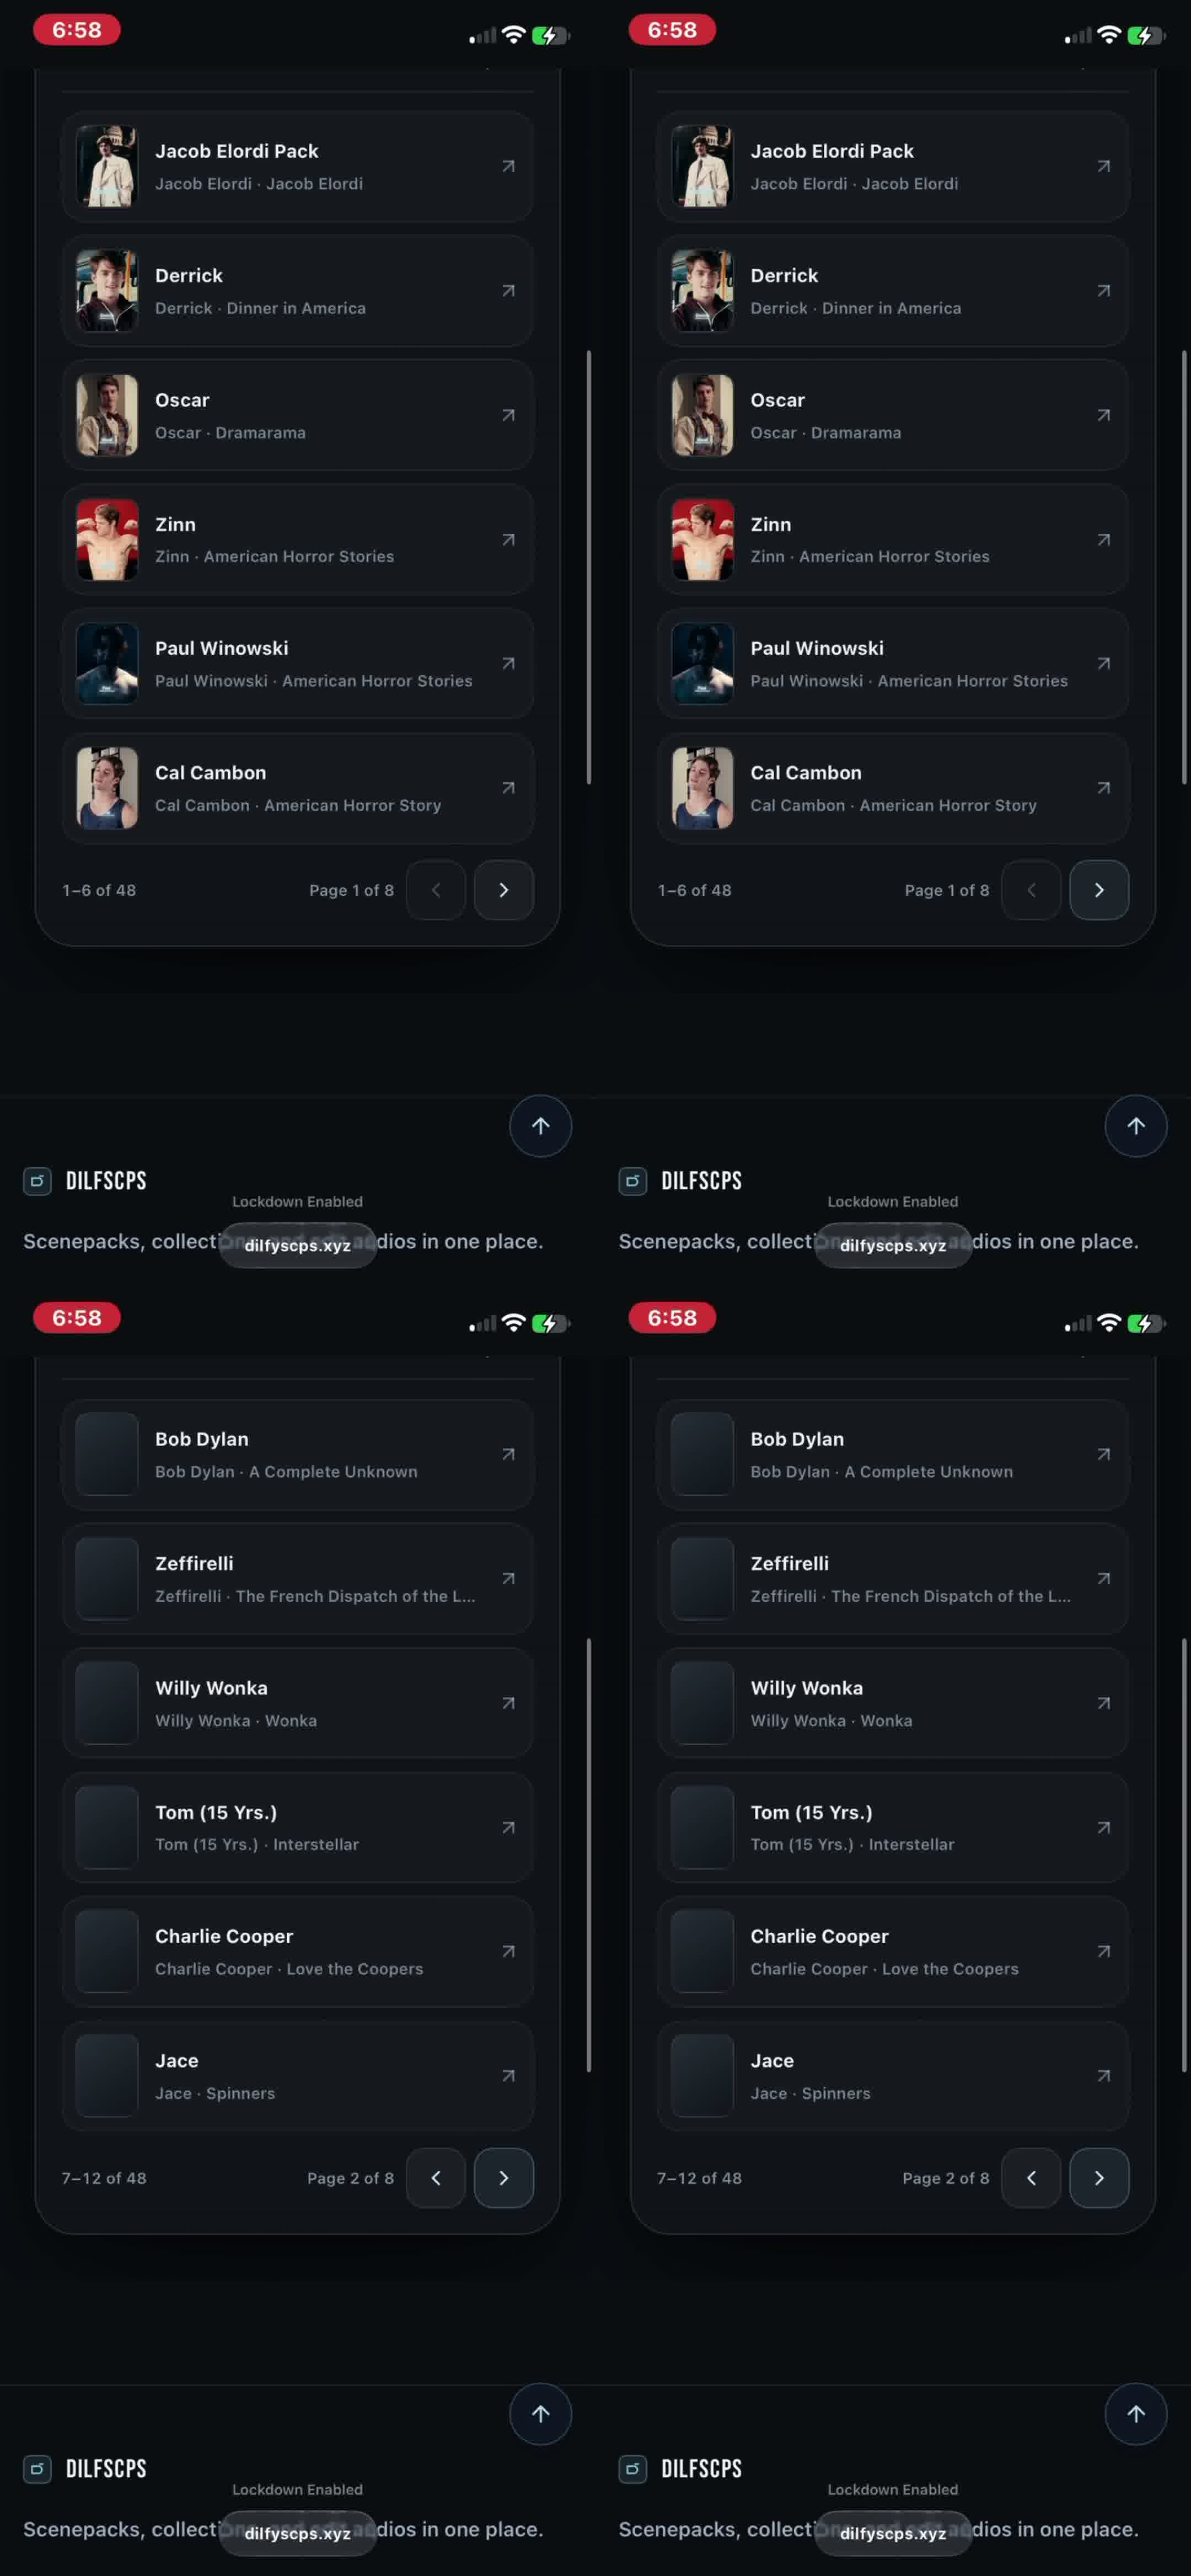 6:58
Jacob Elordi Pack
Jacob Elordi · Jacob Elordi
Derrick
Derrick · Dinner in America
Oscar
Oscar · Dramarama
Zinn
Zinn · American Horror Stories
Paul Winowski
Paul Winowski · American Horror Stories
Cal Cambon
Cal Cambon · American Horror Story
1–6 of 48 Page 1 of 8
DILFSCPS
Lockdown Enabled
Scenepacks, dios in one place.
dilfyscps.xyz
6:58
Jacob Elordi Pack
Jacob Elordi · Jacob Elordi
Derrick
Derrick · Dinner in America
Oscar
Oscar · Dramarama
Zinn
Zinn · American Horror Stories
Paul Winowski
Paul Winowski · American Horror Stories
Cal Cambon
Cal Cambon · American Horror Story
1–6 of 48 Page 1 of 8
DILFSCPS
Lockdown Enabled
Scenepacks, dios in one place.
dilfyscps.xyz
6:58
Bob Dylan
Bob Dylan · A Complete Unknown
Zeffirelli
Zeffirelli · The French Dispatch of the L...
Willy Wonka
Willy Wonka · Wonka
Tom (15 Yrs.)
Tom (15 Yrs.) · Interstellar
Charlie Cooper
Charlie Cooper · Love the Coopers
Jace
Jace · Spinners
7–12 of 48 Page 2 of 8
DILFSCPS
Lockdown Enabled
Scenepacks, dios in one place.
dilfyscps.xyz
6:58
Bob Dylan
Bob Dylan · A Complete Unknown
Zeffirelli
Zeffirelli · The French Dispatch of the L...
Willy Wonka
Willy Wonka · Wonka
Tom (15 Yrs.)
Tom (15 Yrs.) · Interstellar
Charlie Cooper
Charlie Cooper · Love the Coopers
Jace
Jace · Spinners
7–12 of 48 Page 2 of 8
DILFSCPS
Lockdown Enabled
Scenepacks, dios in one place.
dilfyscps.xyz